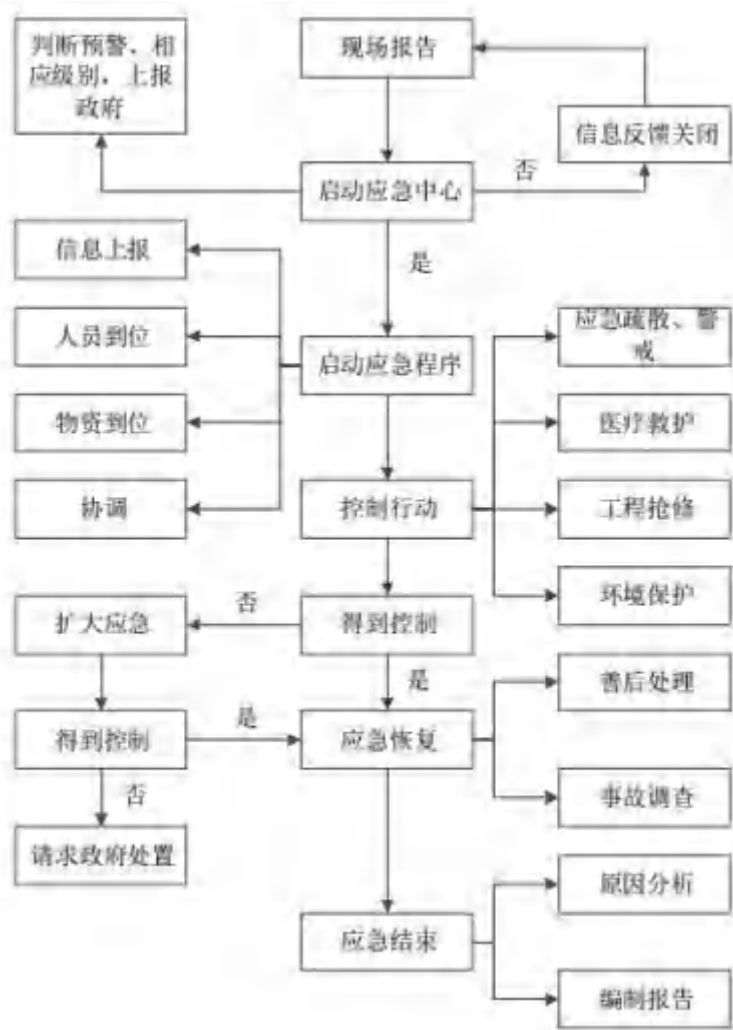 判断预警、相
应级别，上报
政府
现场报告
信息反馈关闭
启动应急中心
否
是
信息上报
人员到位
物资到位
协调
启动应急程序
应急疏散、警
戒
医疗救护
控制行动
工程抢修
环境保护
扩大应急
否
得到控制
是
善后处理
得到控制
是
应急恢复
否
事故调查
请求政府处置
原因分析
应急结束
编制报告